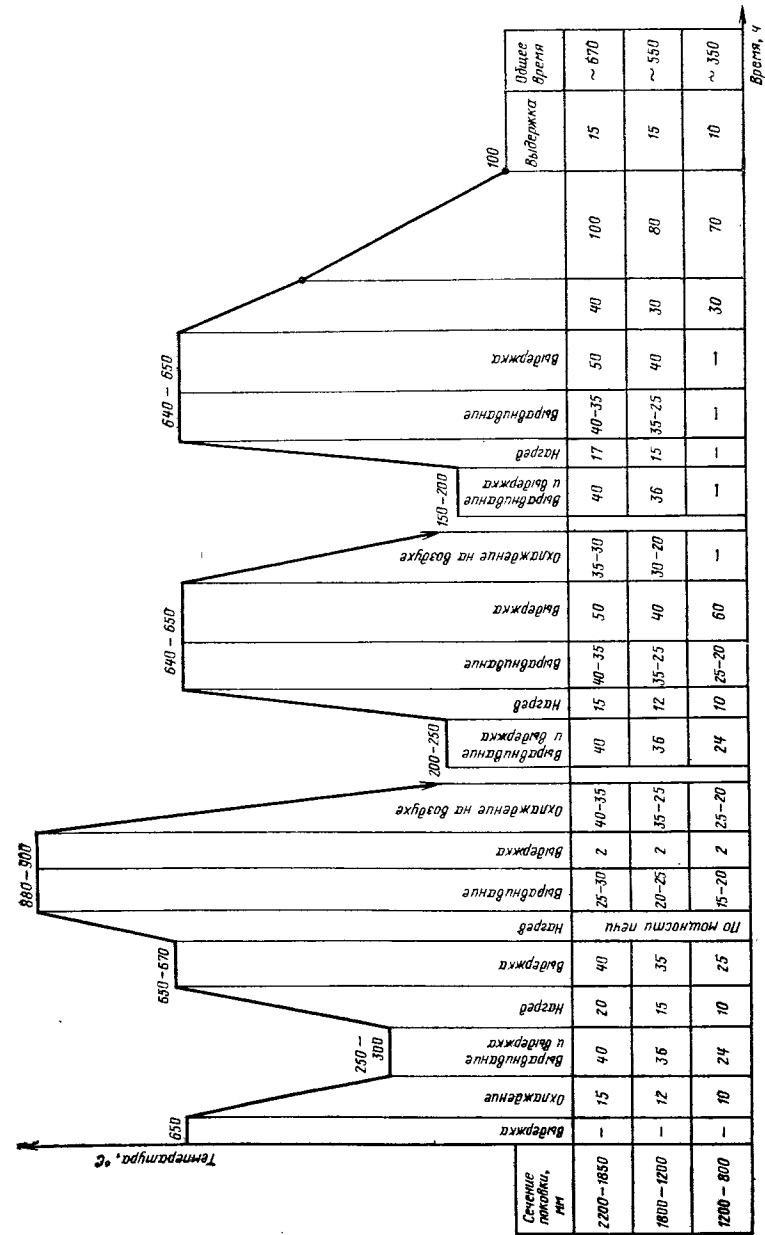 Температура, °C
650
250–
300
650–670
880–900
200–250
640–650
150–200
640–650
100
Сечение
поковки,
мм
Выдержка
Охлаждение
Выравнивание
и выдержка
Нагрев
Выдержка
Нагрев
Выравнивание
Выдержка
Охлаждение на воздухе
Выравнивание
и выдержка
Нагрев
Выравнивание
Выдержка
Охлаждение на воздухе
Выравнивание
и выдержка
Нагрев
Выравнивание
Выдержка
Выдержка
Общее
время
2200–1850 – 15 40 20 40 По мощности печи 25–30 2 40–35 40 15 40–35 50 35–30 40 17 40–35 50 40 100 15 ~670
1800–1200 – 12 36 15 35 20–25 2 35–25 36 12 35–25 40 30–20 36 15 35–25 40 30 80 15 ~550
1200–800 – 10 24 10 25 15–20 2 25–20 24 10 25–20 60 – – – – – 30 70 10 ~350
Время, ч